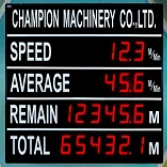 CHAMPION MACHINERY CO.,LTD.
SPEED 12.3 M/Min
AVERAGE 45.6 M/Min
REMAIN 12345.6 M
TOTAL 65432.1 M